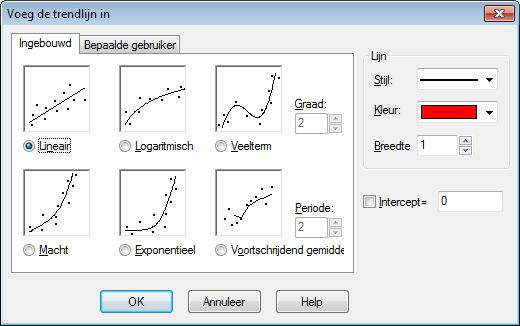 Voeg de trendlijn in
Ingebouwd
Bepaalde gebruiker
Lineair
Logaritmisch
Veelterm
Graad:
2
Macht
Exponentieel
Voortschrijdend gemidde
Periode:
2
Lijn
Stijl:
Kleur:
Breedte
1
Intercept=
0
OK
Annuleer
Help